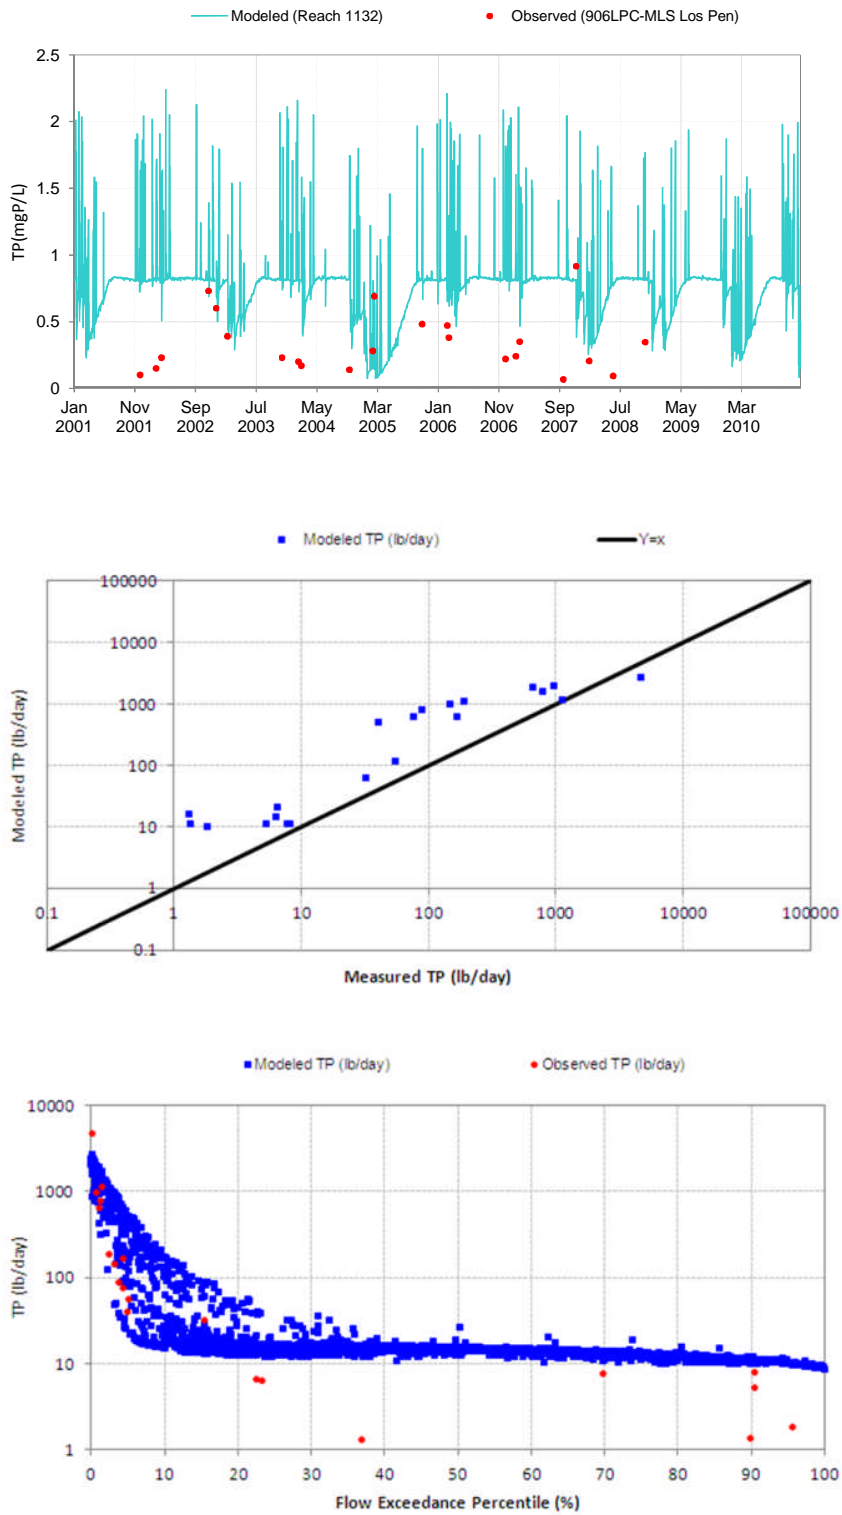 Modeled (Reach 1132) Observed (906LPC-MLS Los Pen)
2.5
2
1.5
1
0.5
0
TP(mgP/L)
Jan Nov Sep Jul May Mar Jan Nov Sep Jul May Mar
2001 2001 2002 2003 2004 2005 2006 2006 2007 2008 2009 2010
Modeled TP (lb/day) Y=x
100000
10000
1000
100
10
1
0.1
Modeled TP (lb/day)
0.1 1 10 100 1000 10000 100000
Measured TP (lb/day)
Modeled TP (lb/day) Observed TP (lb/day)
10000
1000
100
10
1
TP (lb/day)
0 10 20 30 40 50 60 70 80 90 100
Flow Exceedance Percentile (%)